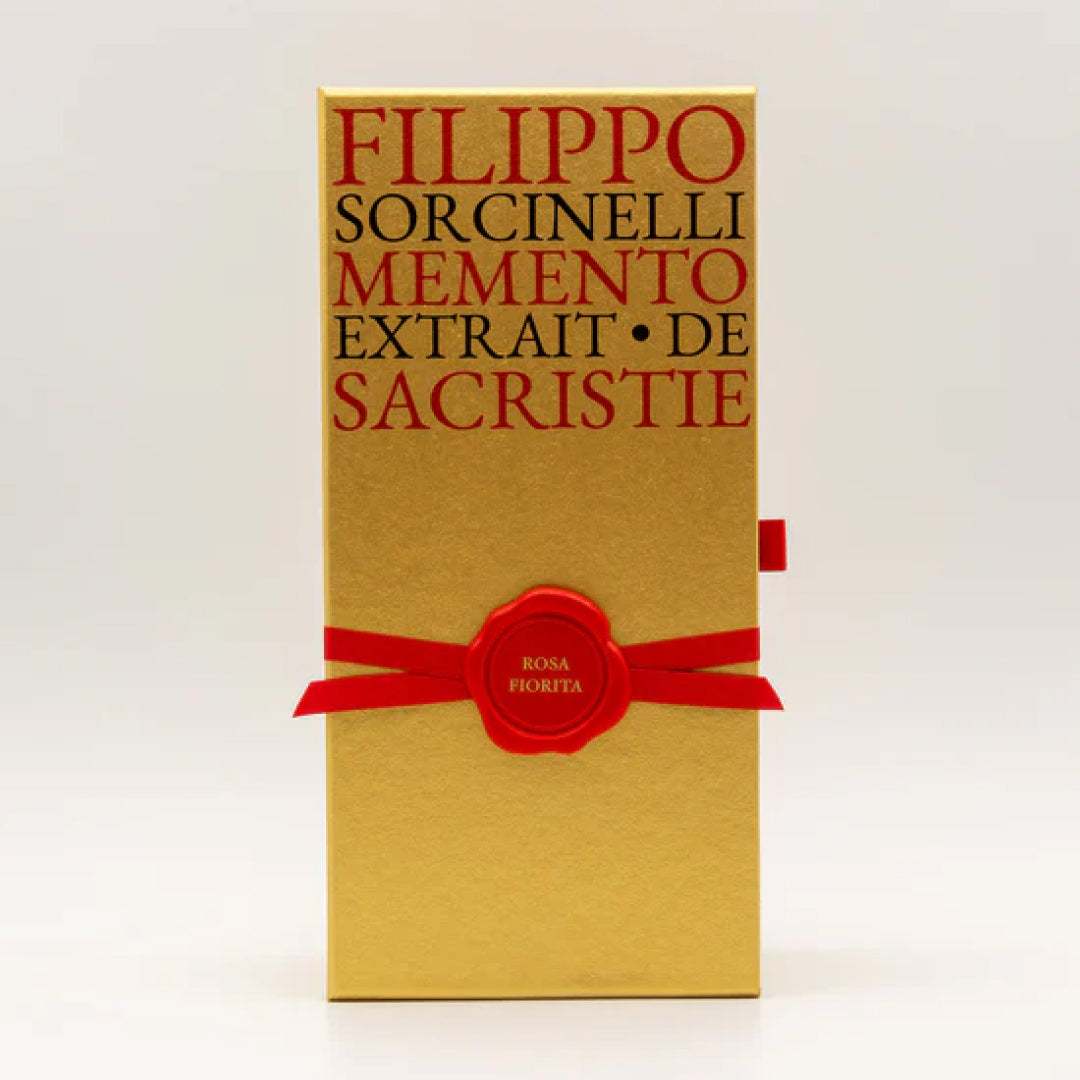 FILIPPO
SORCINELLI
MEMENTO
EXTRAIT • DE
SACRISTIE
ROSA
FIORITA